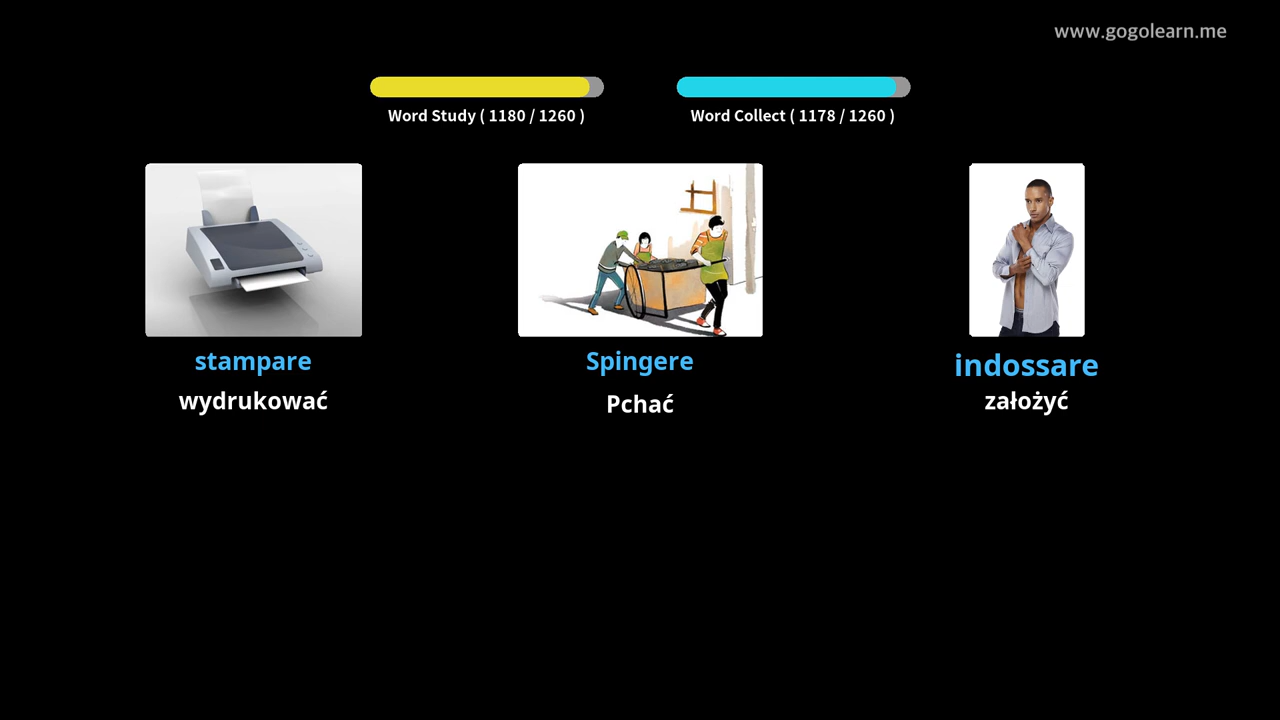 www.gogolearn.me
Word Study ( 1180 / 1260 )
Word Collect ( 1178 / 1260 )
stampare
wydrukować
Spingere
Pchać
indossare
założyć